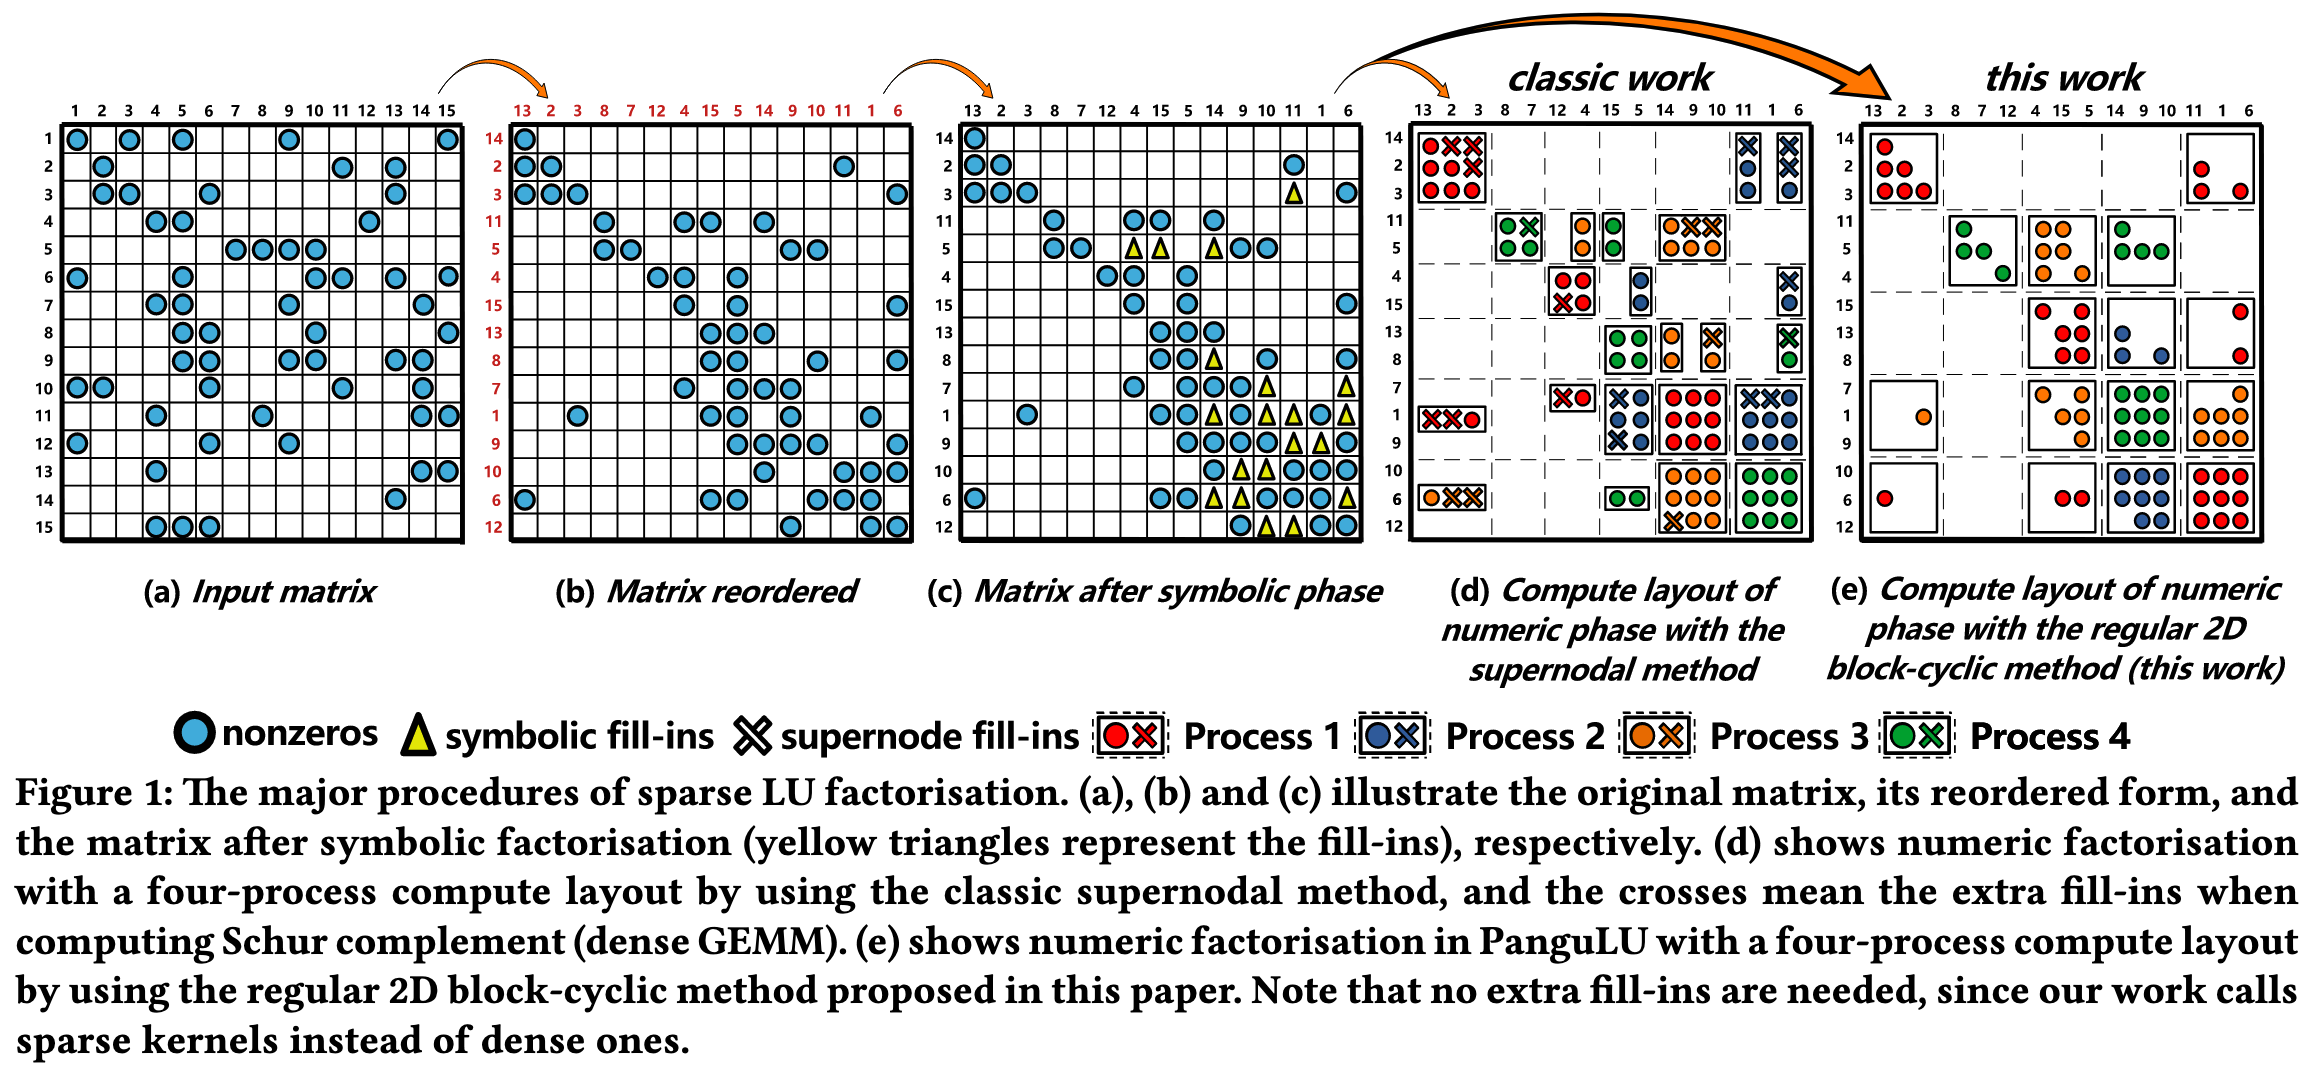 classic work
this work
1 2 3 4 5 6 7 8 9 10 11 12 13 14 15
13 2 3 8 7 12 4 15 5 14 9 10 11 1 6
13 2 3 8 7 12 4 15 5 14 9 10 11 1 6
13 2 3 8 7 12 4 15 5 14 9 10 11 1 6
13 2 3 8 7 12 4 15 5 14 9 10 11 1 6
1 14 14 14 14
2 2 2 2 2
3 3 3 3 3
4 11 11 11 11
5 5 5 5 5
6 4 4 4 4
7 15 15 15 15
8 13 13 13 13
9 8 8 8 8
10 7 7 7 7
11 1 1 1 1
12 9 9 9 9
13 10 10 10 10
14 6 6 6 6
15 12 12 12 12
(a) Input matrix
(b) Matrix reordered
(c) Matrix after symbolic phase
(d) Compute layout of
numeric phase with the
supernodal method
(e) Compute layout of numeric
phase with the regular 2D
block-cyclic method (this work)
nonzeros symbolic fill-ins supernode fill-ins Process 1 Process 2 Process 3 Process 4
Figure 1: The major procedures of sparse LU factorisation. (a), (b) and (c) illustrate the original matrix, its reordered form, and
the matrix after symbolic factorisation (yellow triangles represent the fill-ins), respectively. (d) shows numeric factorisation
with a four-process compute layout by using the classic supernodal method, and the crosses mean the extra fill-ins when
computing Schur complement (dense GEMM). (e) shows numeric factorisation in PanguLU with a four-process compute layout
by using the regular 2D block-cyclic method proposed in this paper. Note that no extra fill-ins are needed, since our work calls
sparse kernels instead of dense ones.